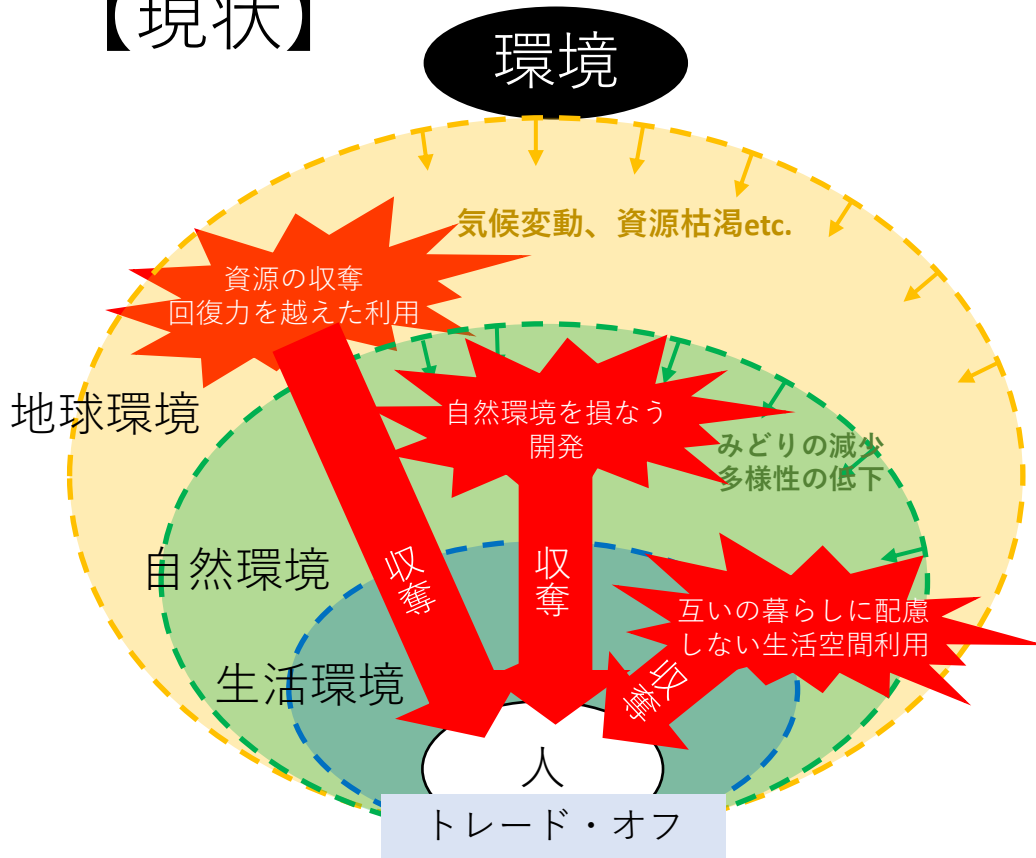 【現状】
環境
気候変動、資源枯渇etc.
資源の収奪
回復力を越えた利用
地球環境
自然環境を損なう
開発
みどりの減少
多様性の低下
自然環境
収奪
収奪
互いの暮らしに配慮
しない生活空間利用
生活環境
収奪
人
トレード・オフ